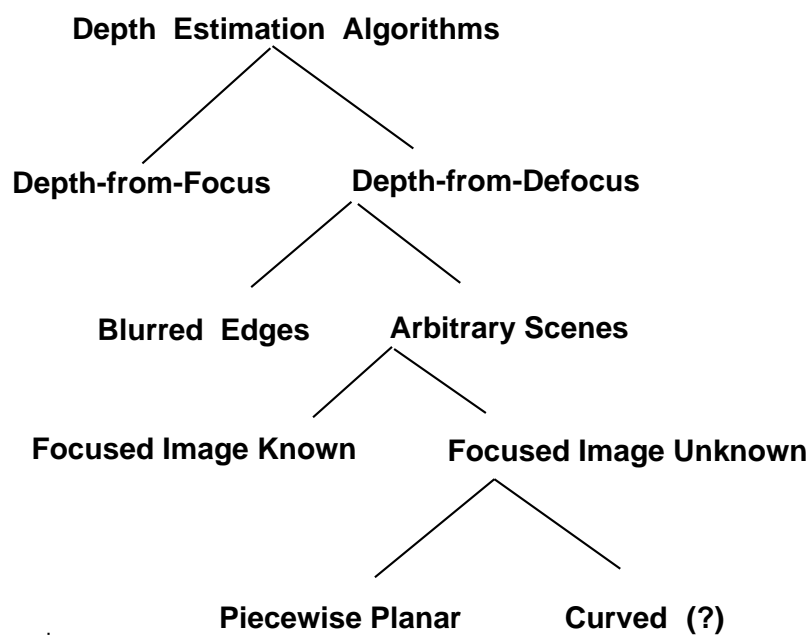 Depth Estimation Algorithms
Depth-from-Focus
Depth-from-Defocus
Blurred Edges
Arbitrary Scenes
Focused Image Known
Focused Image Unknown
Piecewise Planar
Curved (?)